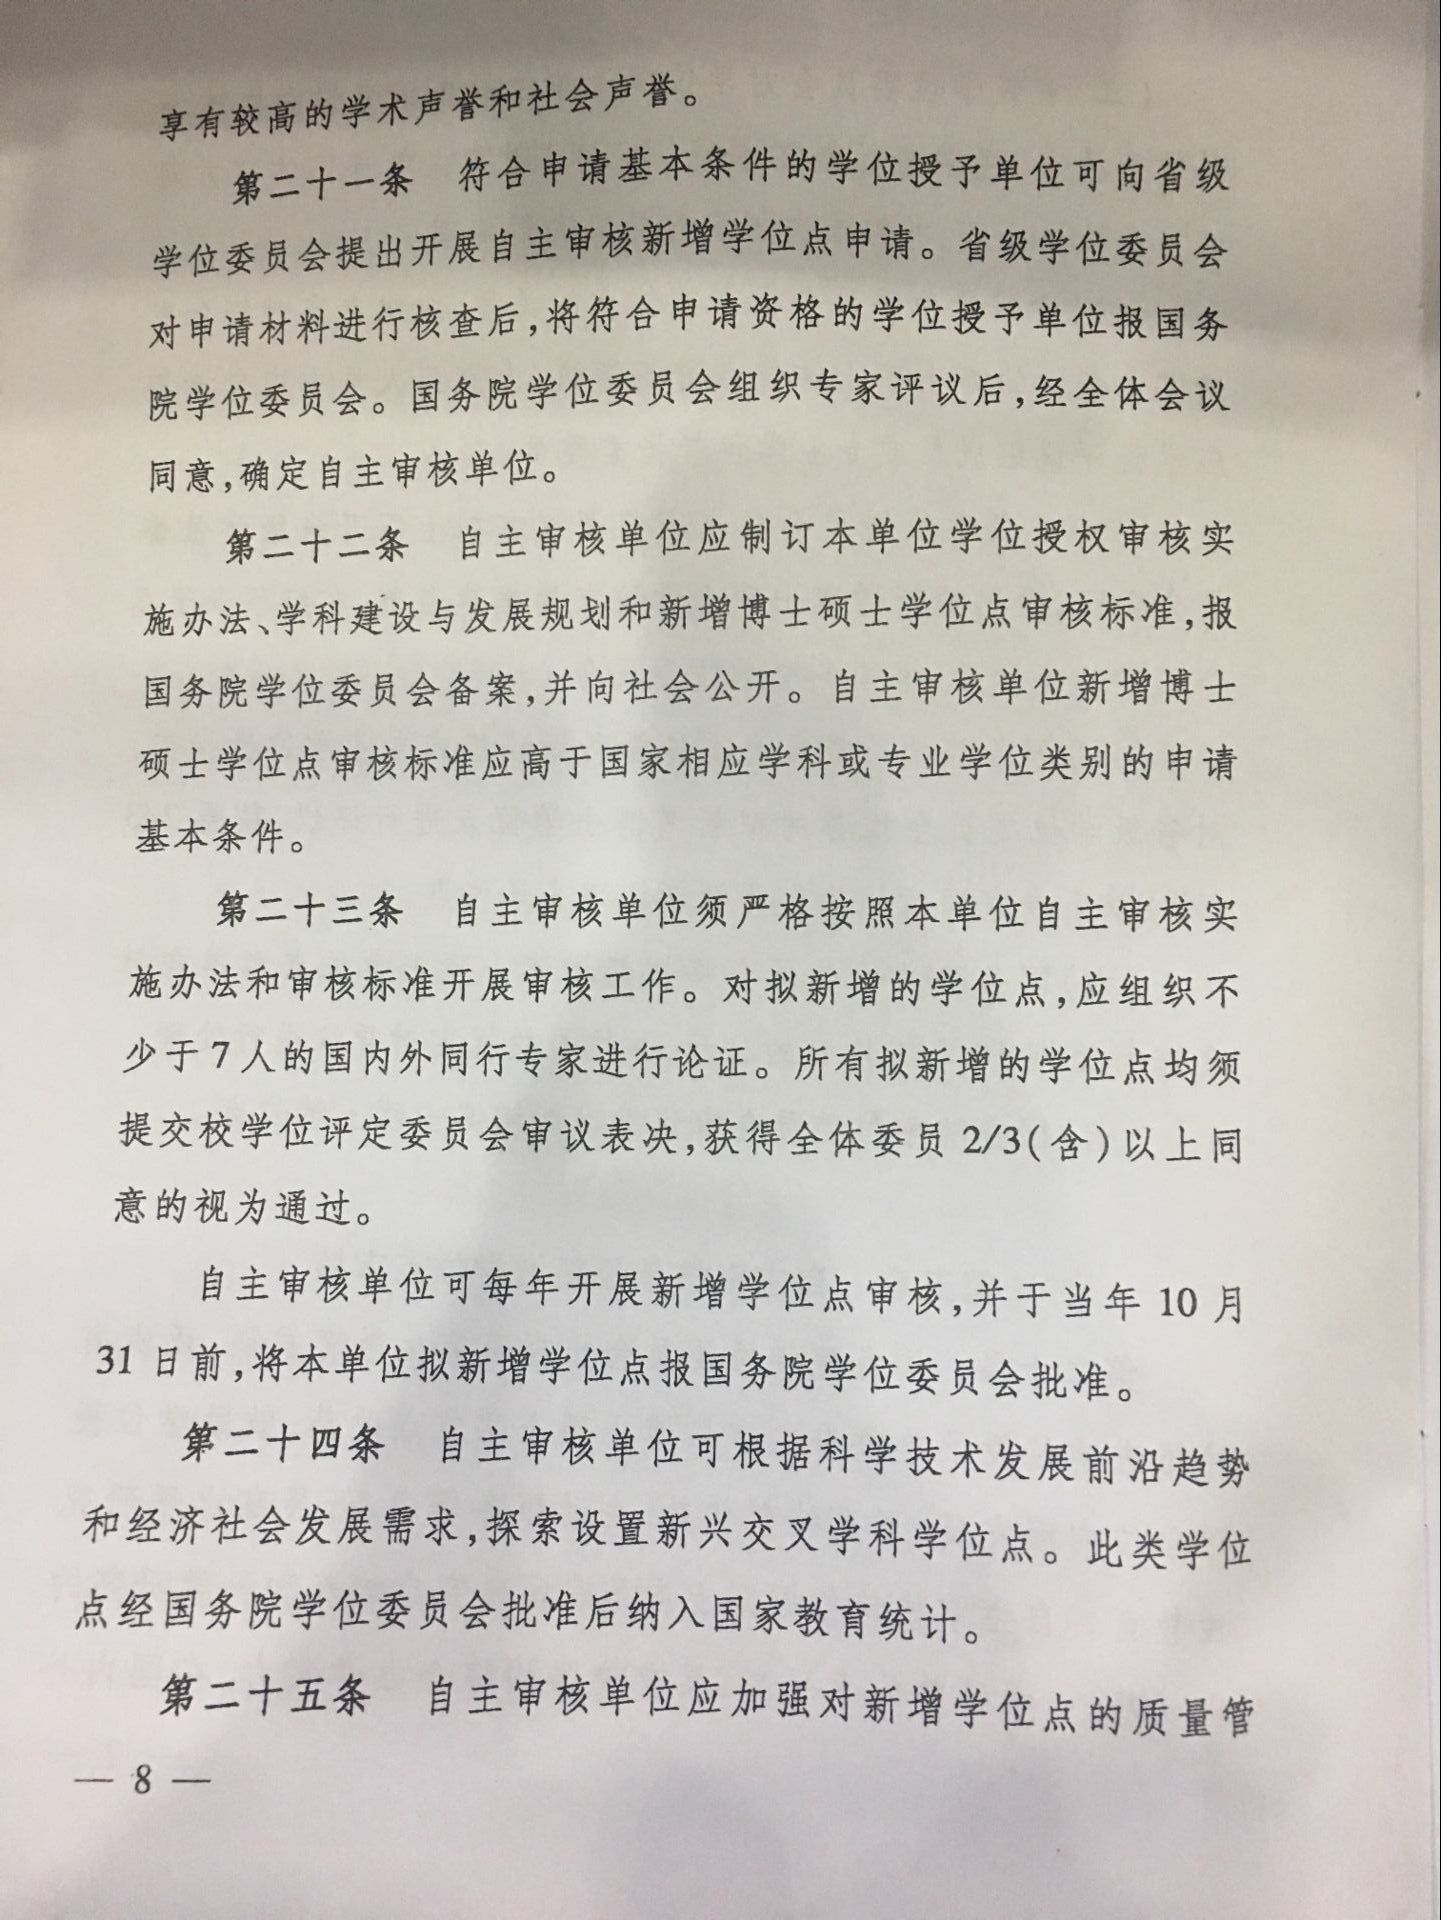 享有较高的学术声誉和社会声誉。
第二十一条　符合申请基本条件的学位授予单位可向省级
学位委员会提出开展自主审核新增学位点申请。省级学位委员会
对申请材料进行核查后,将符合申请资格的学位授予单位报国务
院学位委员会。国务院学位委员会组织专家评议后,经全体会议
同意,确定自主审核单位。
第二十二条　自主审核单位应制订本单位学位授权审核实
施办法、学科建设与发展规划和新增博士硕士学位点审核标准,报
国务院学位委员会备案,并向社会公开。自主审核单位新增博士
硕士学位点审核标准应高于国家相应学科或专业学位类别的申请
基本条件。
第二十三条　自主审核单位须严格按照本单位自主审核实
施办法和审核标准开展审核工作。对拟新增的学位点,应组织不
少于7人的国内外同行专家进行论证。所有拟新增的学位点均须
提交校学位评定委员会审议表决,获得全体委员2/3(含)以上同
意的视为通过。
自主审核单位可每年开展新增学位点审核,并于当年10月
31日前,将本单位拟新增学位点报国务院学位委员会批准。
第二十四条　自主审核单位可根据科学技术发展前沿趋势
和经济社会发展需求,探索设置新兴交叉学科学位点。此类学位
点经国务院学位委员会批准后纳入国家教育统计。
第二十五条　自主审核单位应加强对新增学位点的质量管
— 8 —